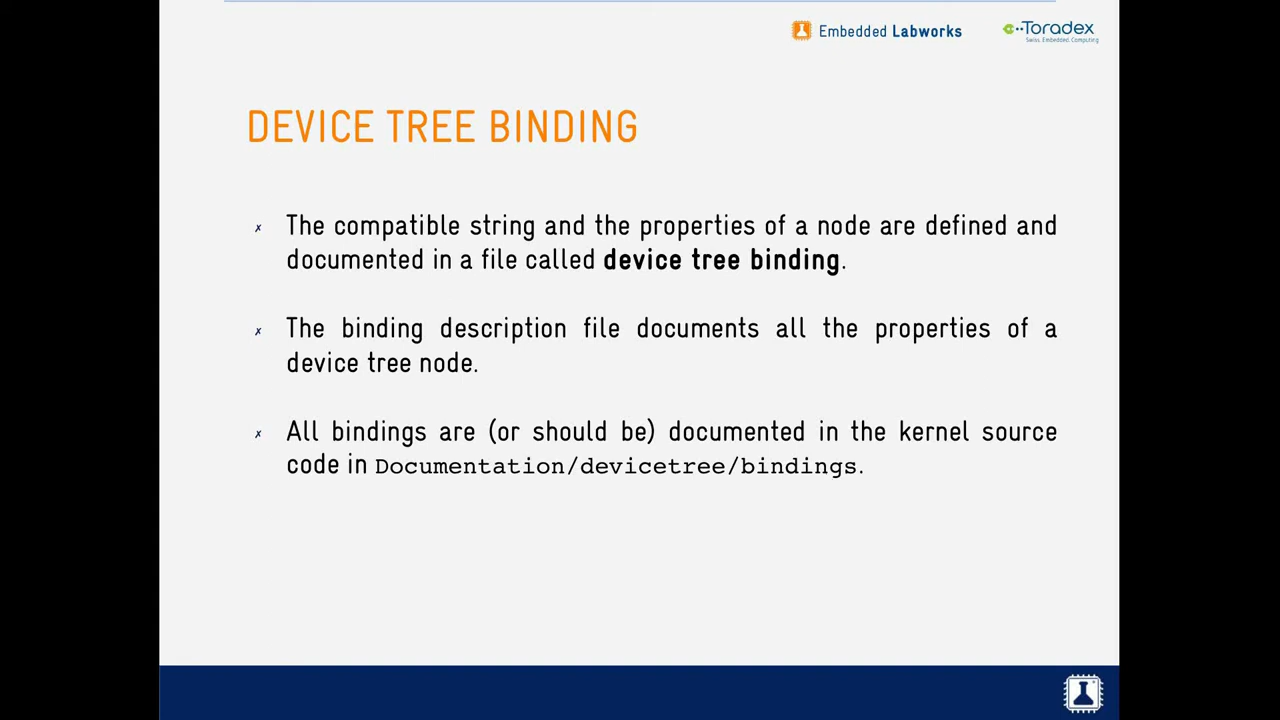 Embedded Labworks
Toradex
Swiss. Embedded. Computing.
DEVICE TREE BINDING
✗ The compatible string and the properties of a node are defined and
documented in a file called device tree binding.
✗ The binding description file documents all the properties of a
device tree node.
✗ All bindings are (or should be) documented in the kernel source
code in Documentation/devicetree/bindings.